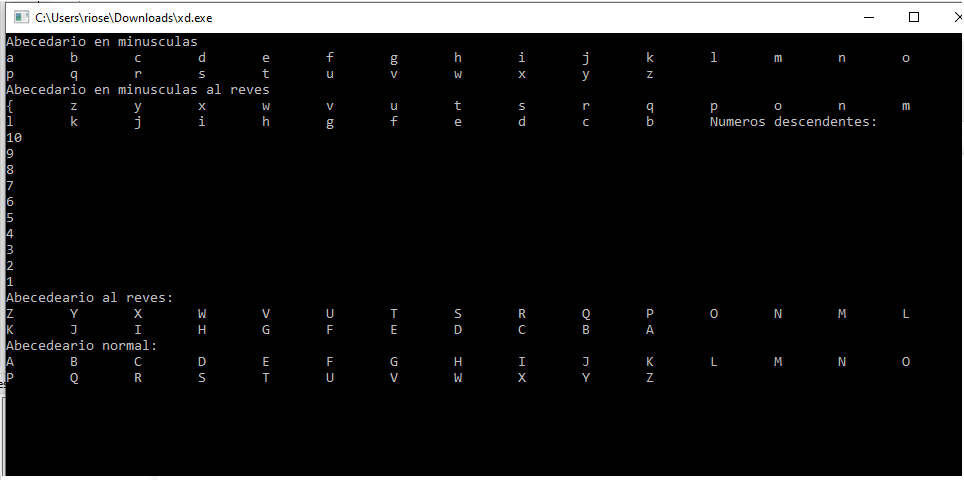 C:\Users\riose\Downloads\xd.exe
Abecedario en minusculas
a b c d e f g h i j k l m n o
p q r s t u v w x y z
Abecedario en minusculas al reves
{ z y x w v u t s r q p o n m
l k j i h g f e d c b Numeros descendentes:
10
9
8
7
6
5
4
3
2
1
Abecedeario al reves:
Z Y X W V U T S R Q P O N M L
K J I H G F E D C B A
Abecedeario normal:
A B C D E F G H I J K L M N O
P Q R S T U V W X Y Z